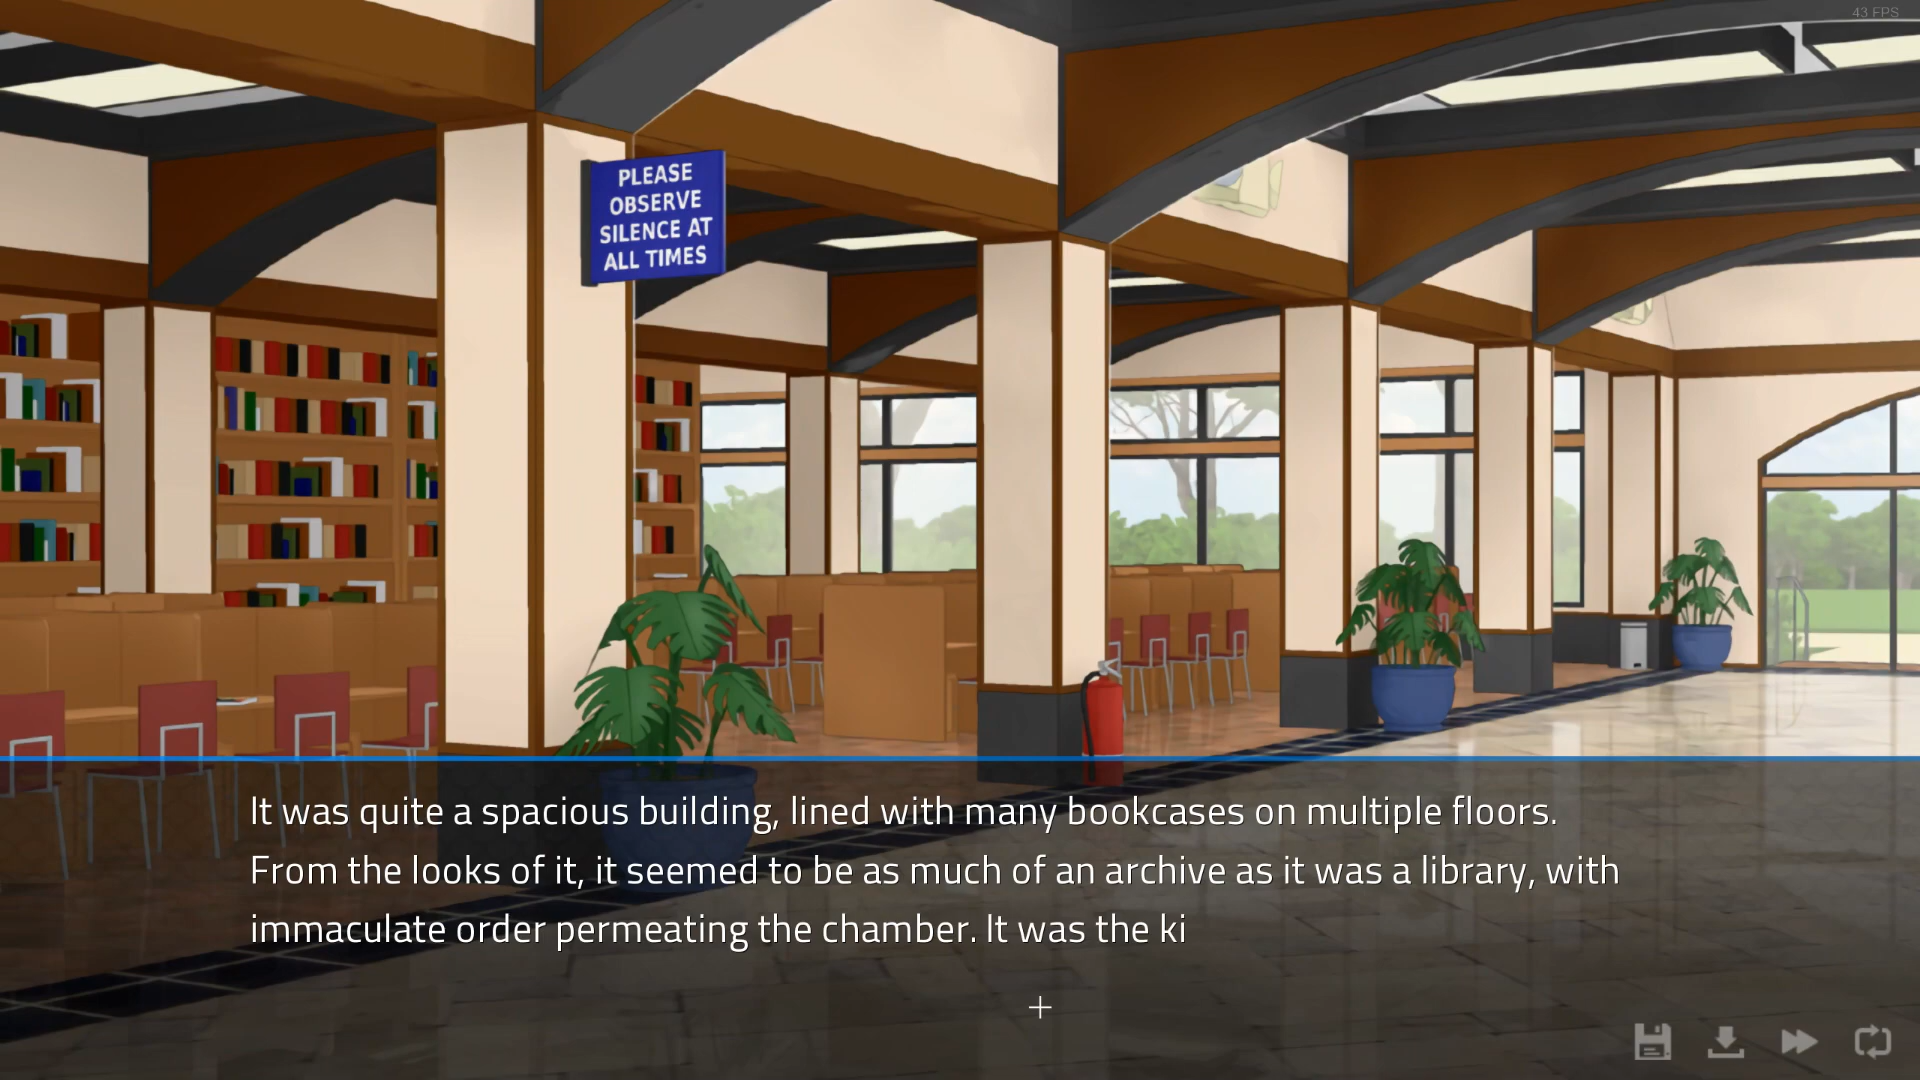 43 FPS
PLEASE
OBSERVE
SILENCE AT
ALL TIMES
It was quite a spacious building, lined with many bookcases on multiple floors.
From the looks of it, it seemed to be as much of an archive as it was a library, with
immaculate order permeating the chamber. It was the ki